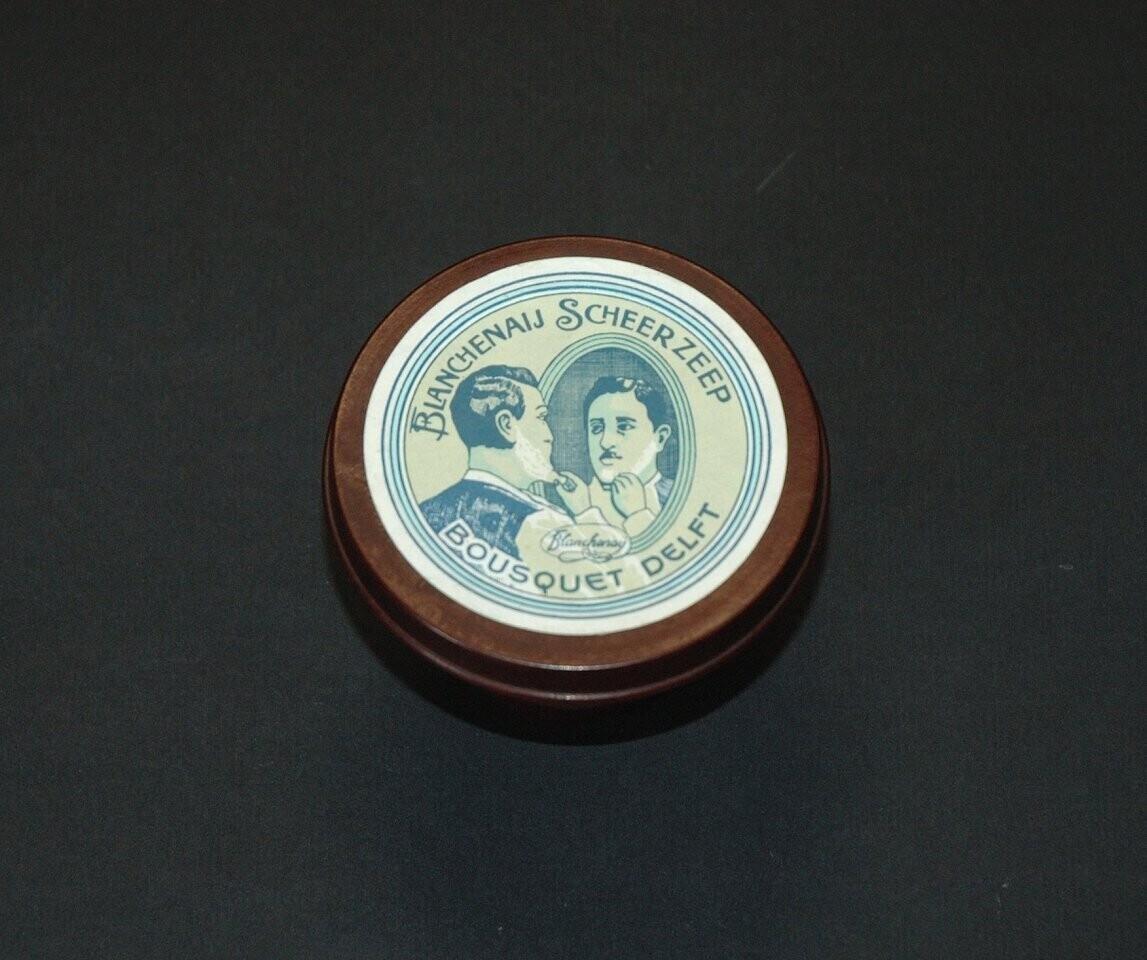 BLANCHENAIJ SCHEERZEEP
Blanchenay
BOUSQUET DELFT